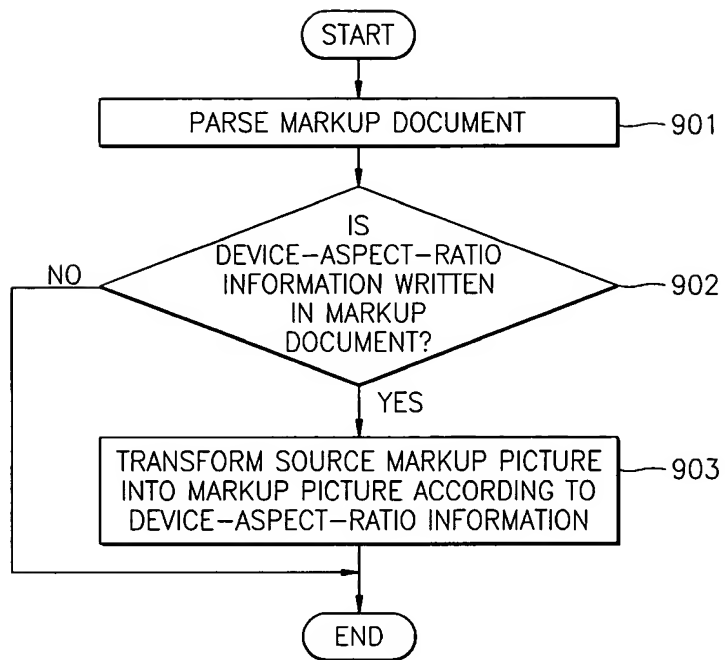 START
PARSE MARKUP DOCUMENT
901
IS
DEVICE-ASPECT-RATIO
INFORMATION WRITTEN
IN MARKUP
DOCUMENT?
NO
902
YES
TRANSFORM SOURCE MARKUP PICTURE
INTO MARKUP PICTURE ACCORDING TO
DEVICE-ASPECT-RATIO INFORMATION
903
END